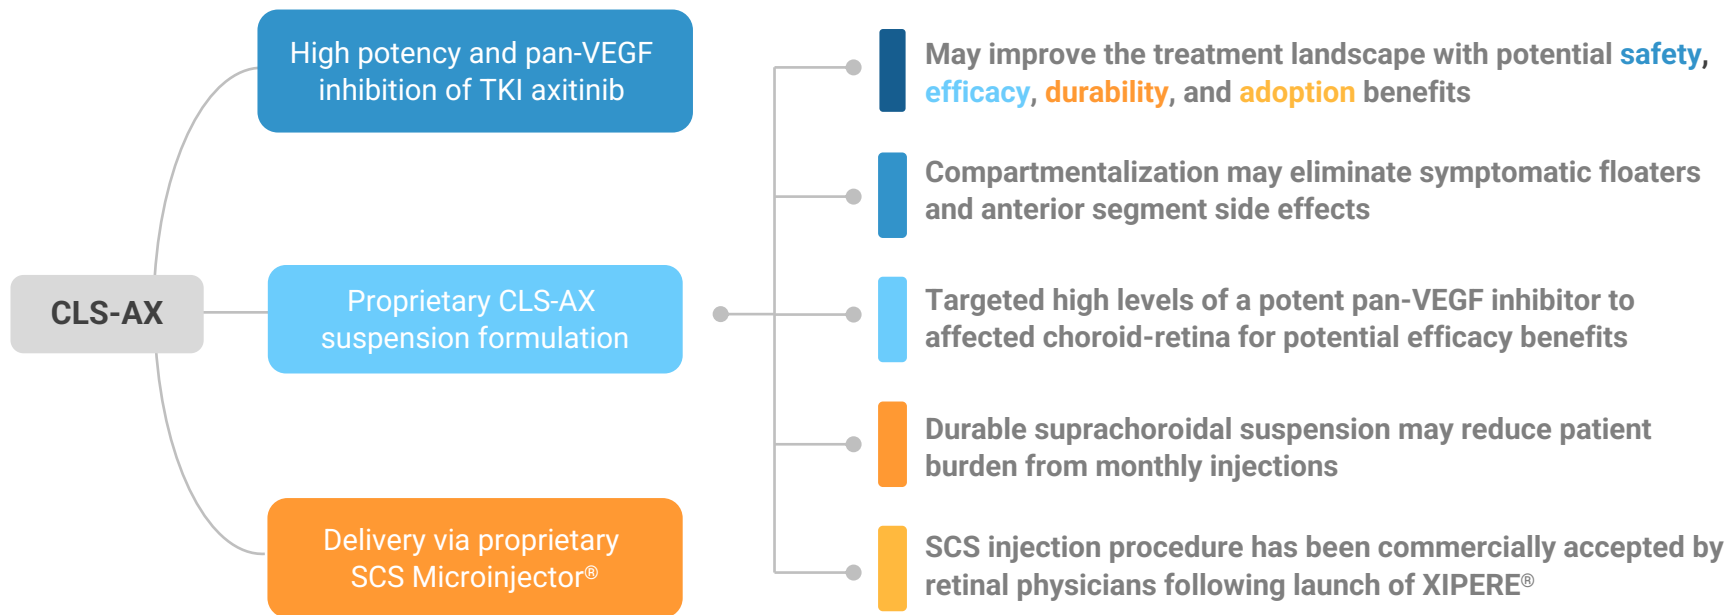 CLS-AX
High potency and pan-VEGF
inhibition of TKI axitinib
Proprietary CLS-AX
suspension formulation
Delivery via proprietary
SCS Microinjector®
May improve the treatment landscape with potential safety,
efficacy, durability, and adoption benefits
Compartmentalization may eliminate symptomatic floaters
and anterior segment side effects
Targeted high levels of a potent pan-VEGF inhibitor to
affected choroid-retina for potential efficacy benefits
Durable suprachoroidal suspension may reduce patient
burden from monthly injections
SCS injection procedure has been commercially accepted by
retinal physicians following launch of XIPERE®